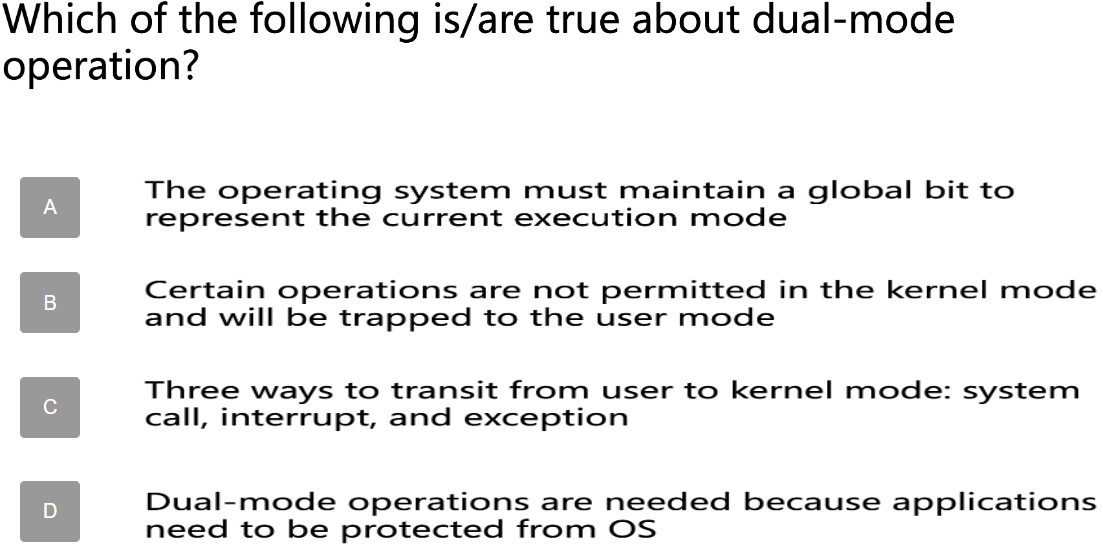 Which of the following is/are true about dual-mode
operation?
A
The operating system must maintain a global bit to
represent the current execution mode
B
Certain operations are not permitted in the kernel mode
and will be trapped to the user mode
C
Three ways to transit from user to kernel mode: system
call, interrupt, and exception
D
Dual-mode operations are needed because applications
need to be protected from OS